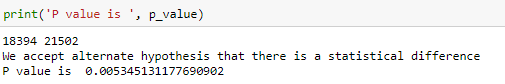 print('P value is ', p_value)
18394 21502
We accept alternate hypothesis that there is a statistical difference
P value is  0.005345131177690902